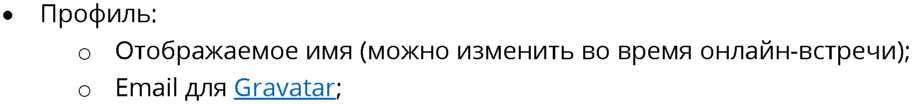 • Профиль:
o Отображаемое имя (можно изменить во время онлайн-встречи);
o Email для Gravatar;